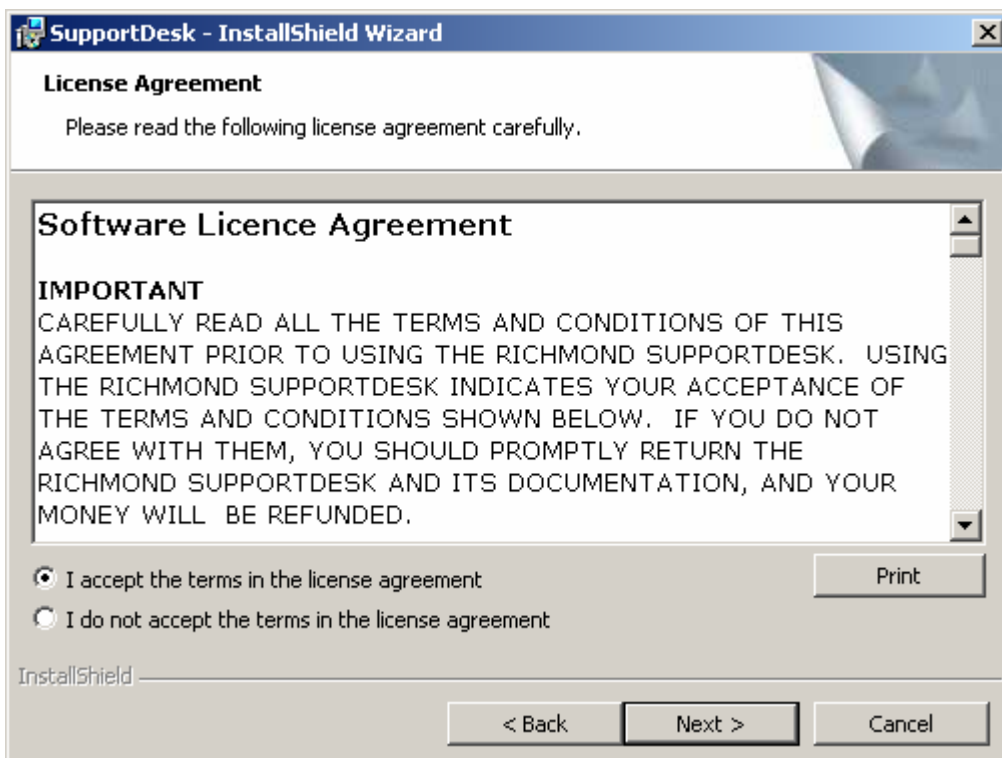 SupportDesk - InstallShield Wizard
License Agreement
Please read the following license agreement carefully.
Software Licence Agreement
IMPORTANT
CAREFULLY READ ALL THE TERMS AND CONDITIONS OF THIS
AGREEMENT PRIOR TO USING THE RICHMOND SUPPORTDESK.  USING
THE RICHMOND SUPPORTDESK INDICATES YOUR ACCEPTANCE OF
THE TERMS AND CONDITIONS SHOWN BELOW.  IF YOU DO NOT
AGREE WITH THEM, YOU SHOULD PROMPTLY RETURN THE
RICHMOND SUPPORTDESK AND ITS DOCUMENTATION, AND YOUR
MONEY WILL  BE REFUNDED.
I accept the terms in the license agreement
Print
I do not accept the terms in the license agreement
InstallShield
< Back
Next >
Cancel